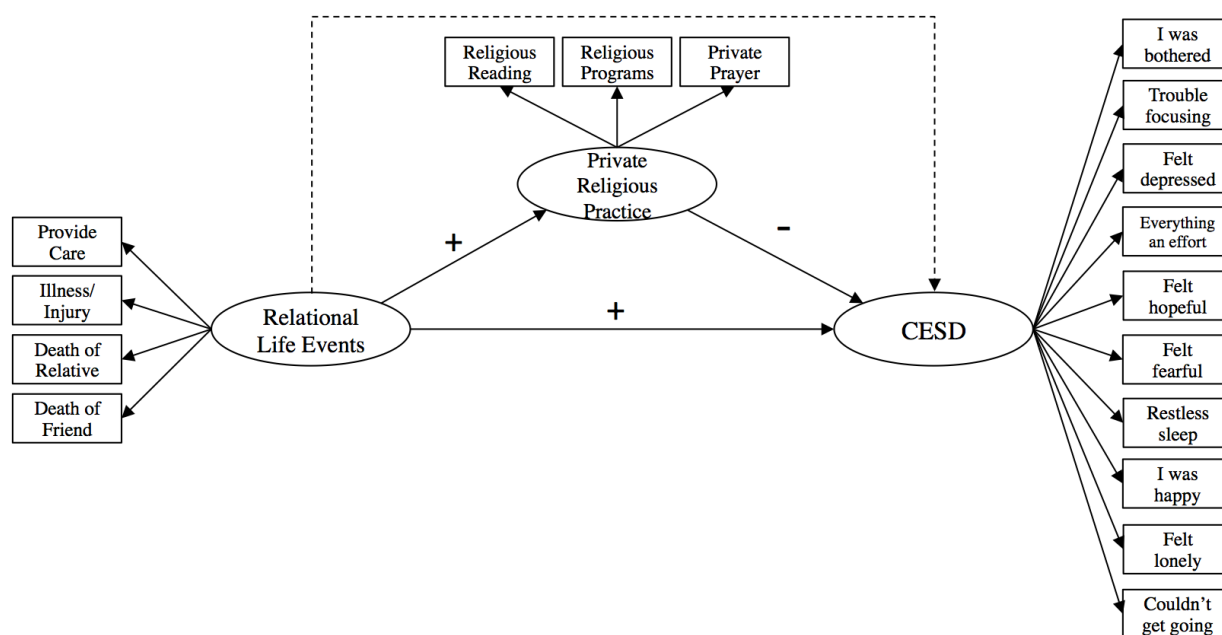 Religious
Reading
Religious
Programs
Private
Prayer
Private
Religious
Practice
+
-
Provide
Care
Illness/
Injury
Death of
Relative
Death of
Friend
Relational
Life Events
+
CESD
I was
bothered
Trouble
focusing
Felt
depressed
Everything
an effort
Felt
hopeful
Felt
fearful
Restless
sleep
I was
happy
Felt
lonely
Couldn't
get going